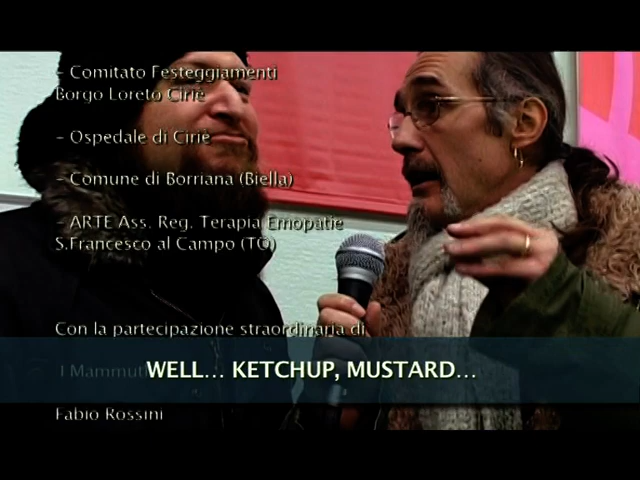 - Comitato Festeggiamenti
Borgo Loreto Ciriè
- Ospedale di Ciriè
- Comune di Borriana (Biella)
- ARTE Ass. Reg. Terapia Emopatie
S.Francesco al Campo (TO)
Con la partecipazione straordinaria di
I Mammuti
WELL... KETCHUP, MUSTARD...
Fabio Rossini